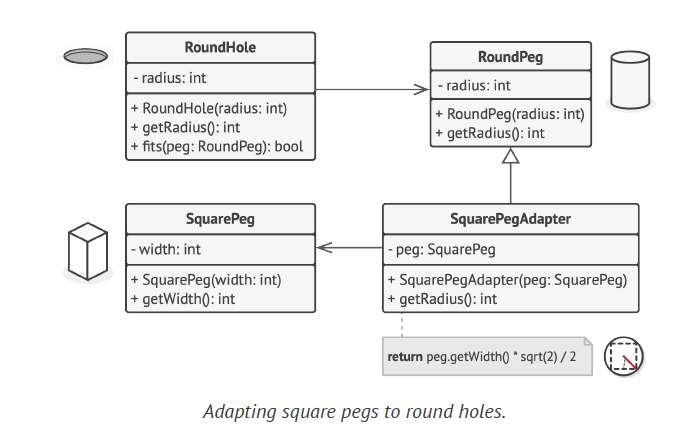 RoundHole
- radius: int
+ RoundHole(radius: int)
+ getRadius(): int
+ fits(peg: RoundPeg): bool
RoundPeg
- radius: int
+ RoundPeg(radius: int)
+ getRadius(): int
SquarePeg
- width: int
+ SquarePeg(width: int)
+ getWidth(): int
SquarePegAdapter
- peg: SquarePeg
+ SquarePegAdapter(peg: SquarePeg)
+ getRadius(): int
return peg.getWidth() * sqrt(2) / 2
Adapting square pegs to round holes.